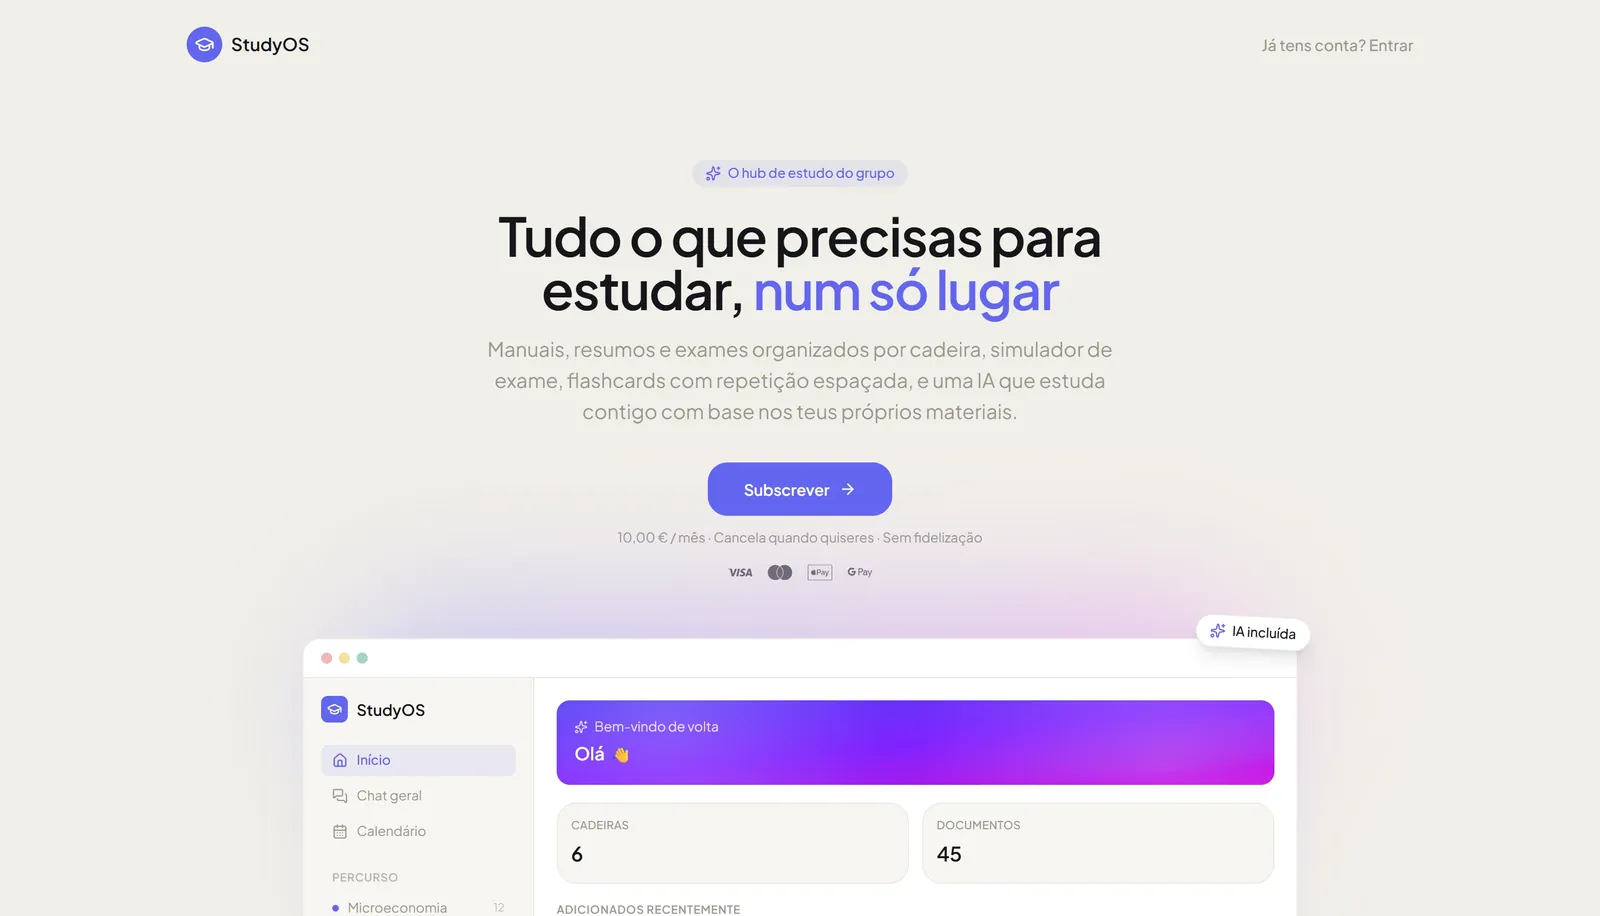 StudyOS
Já tens conta? Entrar
O hub de estudo do grupo
Tudo o que precisas para
estudar, num só lugar
Manuais, resumos e exames organizados por cadeira, simulador de
exame, flashcards com repetição espaçada, e uma IA que estuda
contigo com base nos teus próprios materiais.
Subscrever →
10,00 € / mês · Cancela quando quiseres · Sem fidelização
VISA
Pay
G Pay
IA incluída
StudyOS
Início
Chat geral
Calendário
PERCURSO
Microeconomia 12
Bem-vindo de volta
Olá 👋
CADEIRAS
6
DOCUMENTOS
45
ADICIONADOS RECENTEMENTE